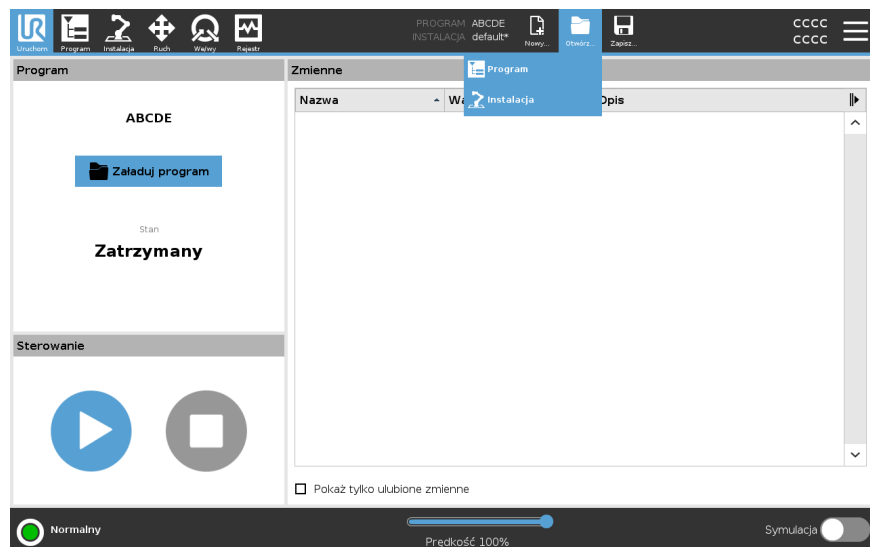 PROGRAM ABCDE
INSTALACJA default*
CCCC
CCCC
Uruchom Program Instalacja Ruch We/wy Rejestr Nowy... Otwórz... Zapisz...
Program
Zmienne
Program
Instalacja
Nazwa
Opis
ABCDE
Załaduj program
Stan
Zatrzymany
Sterowanie
Pokaż tylko ulubione zmienne
Normalny
Prędkość 100%
Symulacja